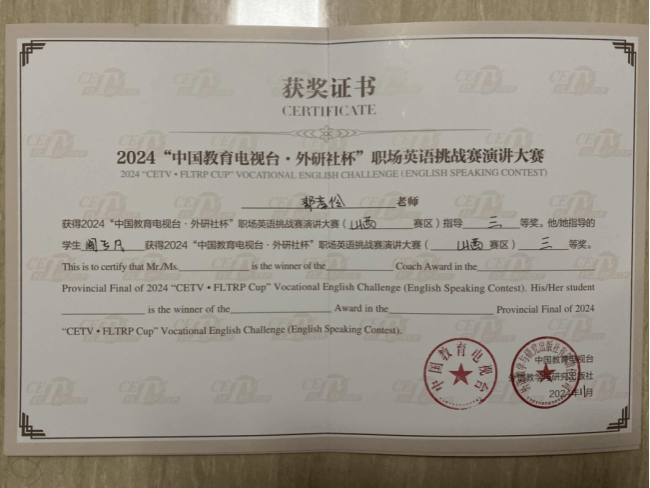 获奖证书
CERTIFICATE
2024“中国教育电视台·外研社杯”职场英语挑战赛演讲大赛
2024 “CETV • FLTRP CUP” VOCATIONAL ENGLISH CHALLENGE (ENGLISH SPEAKING CONTEST)
老师
获得2024“中国教育电视台·外研社杯”职场英语挑战赛演讲大赛（山西 赛区）指导 三 等奖。他/她指导的
学生 获得2024“中国教育电视台·外研社杯”职场英语挑战赛演讲大赛（ 山西 赛区） 三 等奖。
This is to certify that Mr./Ms. is the winner of the Coach Award in the
Provincial Final of 2024 “CETV • FLTRP Cup” Vocational English Challenge (English Speaking Contest). His/Her student
is the winner of the Award in the Provincial Final of 2024
“CETV • FLTRP Cup” Vocational English Challenge (English Speaking Contest).
中国教育电视台
中国教育电视台